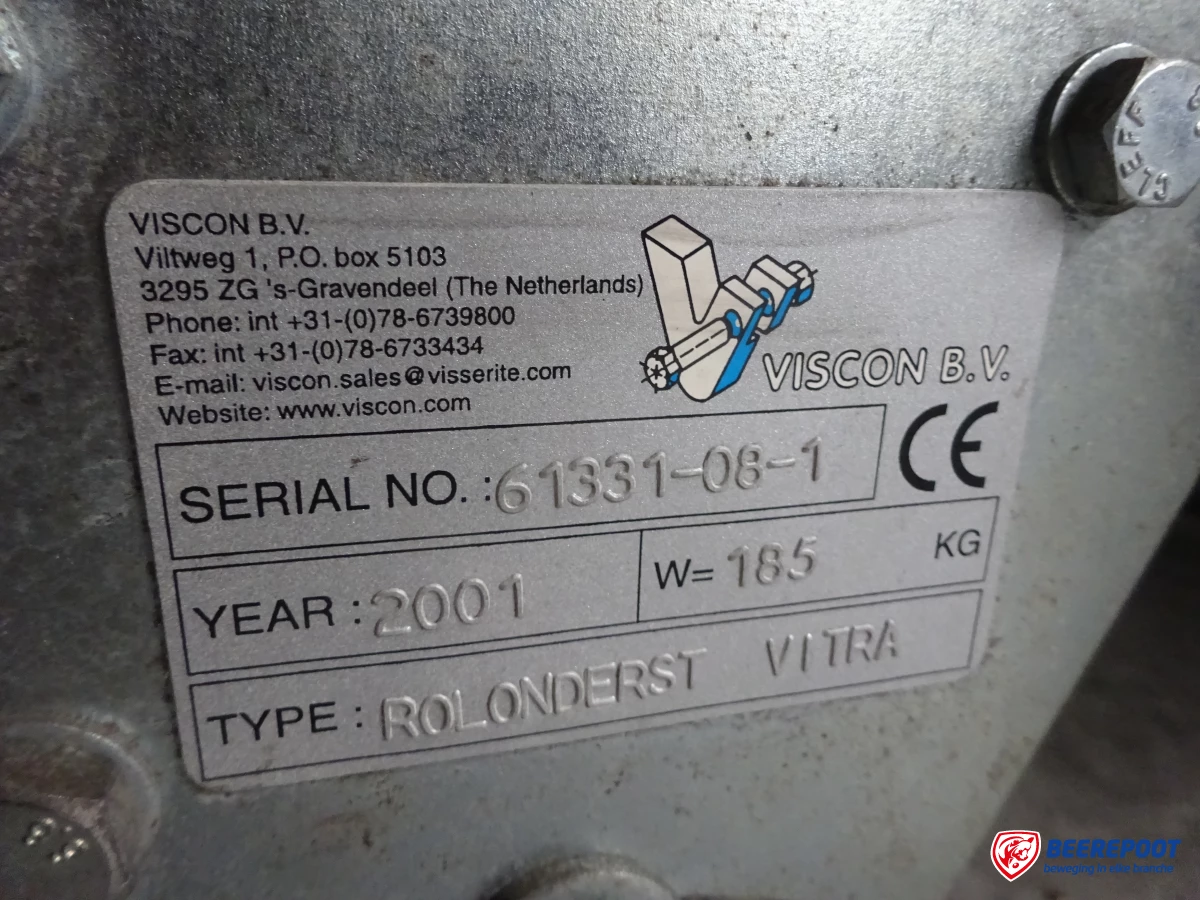 VISCON B.V.
Viltweg 1, P.O. box 5103
3295 ZG 's-Gravendeel (The Netherlands)
Phone: int +31-(0)78-6739800
Fax: int +31-(0)78-6733434
E-mail: viscon.sales@visserite.com
Website: www.viscon.com
VISCON B.V.
CE
SERIAL NO. : 61331-08-1
YEAR : 2001 W= 185 KG
TYPE : ROLONDERST VITRA
8.8
BEEREPOOT
beweging in elke branche